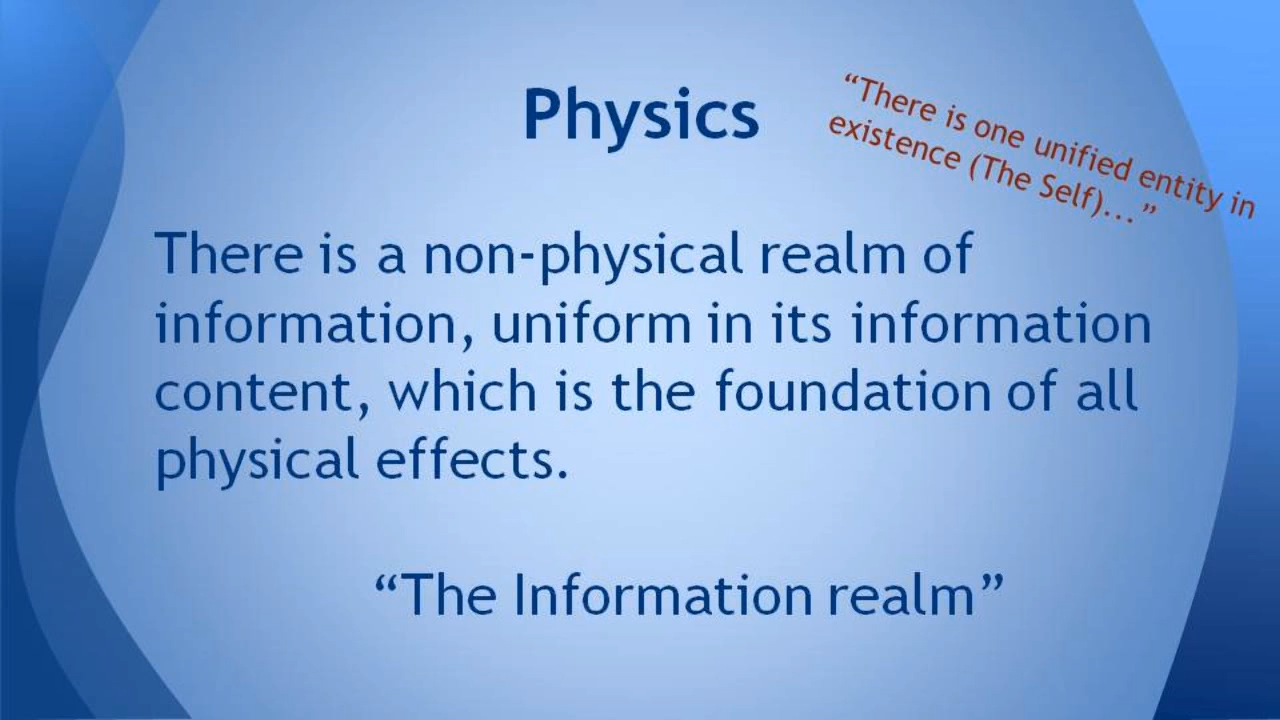 Physics
“There is one unified entity in
existence (The Self)...”
There is a non-physical realm of
information, uniform in its information
content, which is the foundation of all
physical effects.
“The Information realm”